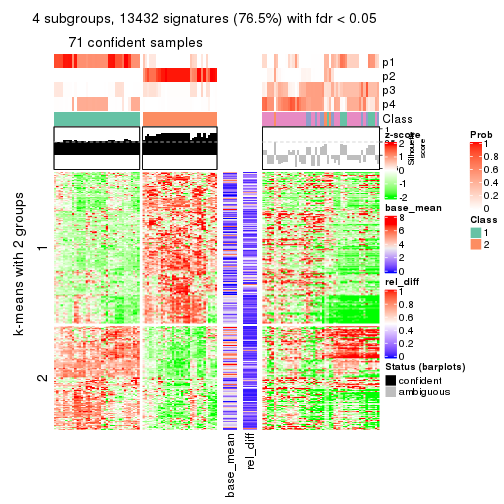 4 subgroups, 13432 signatures (76.5%) with fdr < 0.05
71 confident samples
p1
p2
p3
p4
Class
1
Silhouette
score
z-score
2
1
0
-1
-2
base_mean
8
6
4
2
0
rel_diff
1
0.8
0.6
0.4
0.2
0
Status (barplots)
confident
ambiguous
Prob
1
0.8
0.6
0.4
0.2
0
Class
1
2
k-means with 2 groups
1
2
base_mean
rel_diff